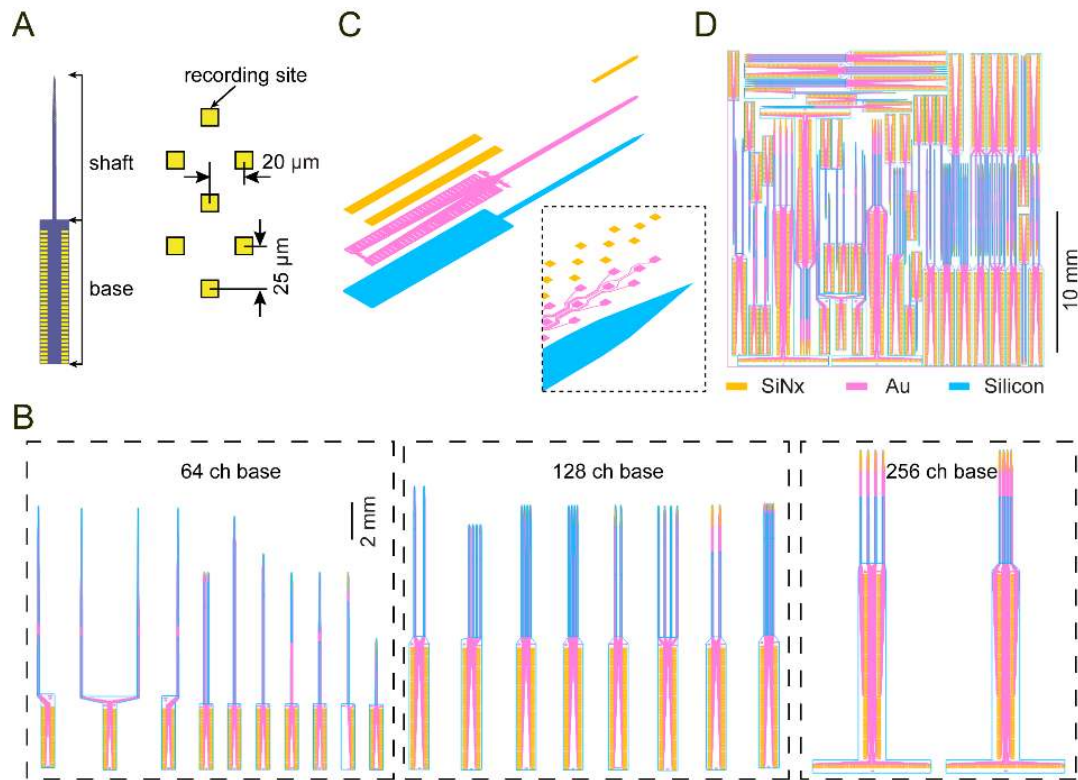 A
C
D
recording site
shaft
20 µm
25 µm
base
10 mm
SiNx
Au
Silicon
B
64 ch base
128 ch base
256 ch base
2 mm